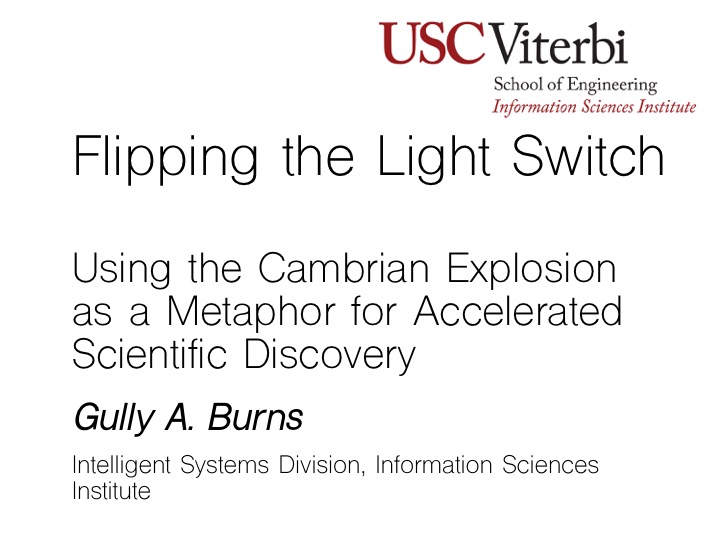 USC Viterbi
School of Engineering
Information Sciences Institute
Flipping the Light Switch
Using the Cambrian Explosion
as a Metaphor for Accelerated
Scientific Discovery
Gully A. Burns
Intelligent Systems Division, Information Sciences
Institute